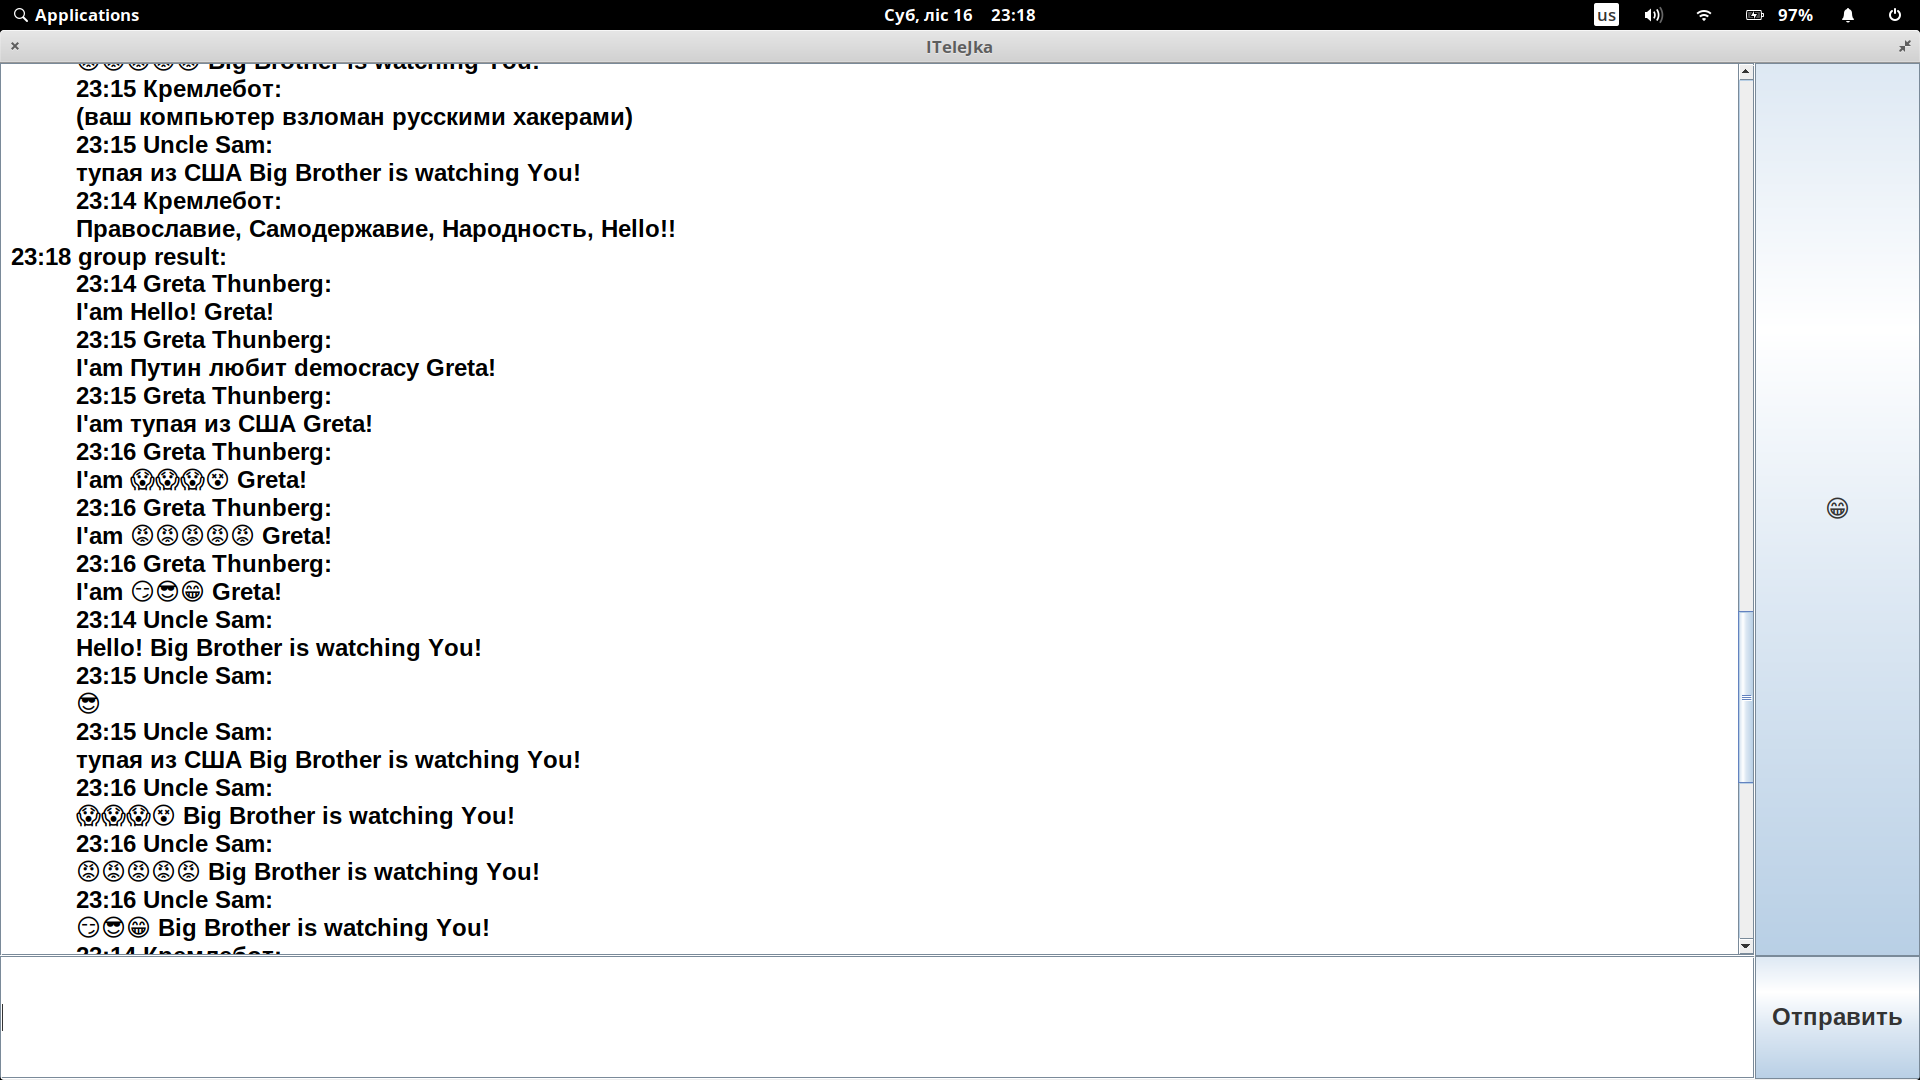 Applications
Суб, ліс 16 23:18
us
97%
ITeleJka
😡😡😡😡😡 Big Brother is watching You!
23:15 Кремлебот:
(ваш компьютер взломан русскими хакерами)
23:15 Uncle Sam:
тупая из США Big Brother is watching You!
23:14 Кремлебот:
Православие, Самодержавие, Народность, Hello!!
23:18 group result:
23:14 Greta Thunberg:
I'am Hello! Greta!
23:15 Greta Thunberg:
I'am Путин любит democracy Greta!
23:15 Greta Thunberg:
I'am тупая из США Greta!
23:16 Greta Thunberg:
I'am 😱😱😱😵 Greta!
23:16 Greta Thunberg:
I'am 😡😡😡😡😡 Greta!
23:16 Greta Thunberg:
I'am 😏😎😁 Greta!
23:14 Uncle Sam:
Hello! Big Brother is watching You!
23:15 Uncle Sam:
😎
23:15 Uncle Sam:
тупая из США Big Brother is watching You!
23:16 Uncle Sam:
😱😱😱😵 Big Brother is watching You!
23:16 Uncle Sam:
😡😡😡😡😡 Big Brother is watching You!
23:16 Uncle Sam:
😏😎😁 Big Brother is watching You!
23:14 Кремлебот:
😁
Отправить